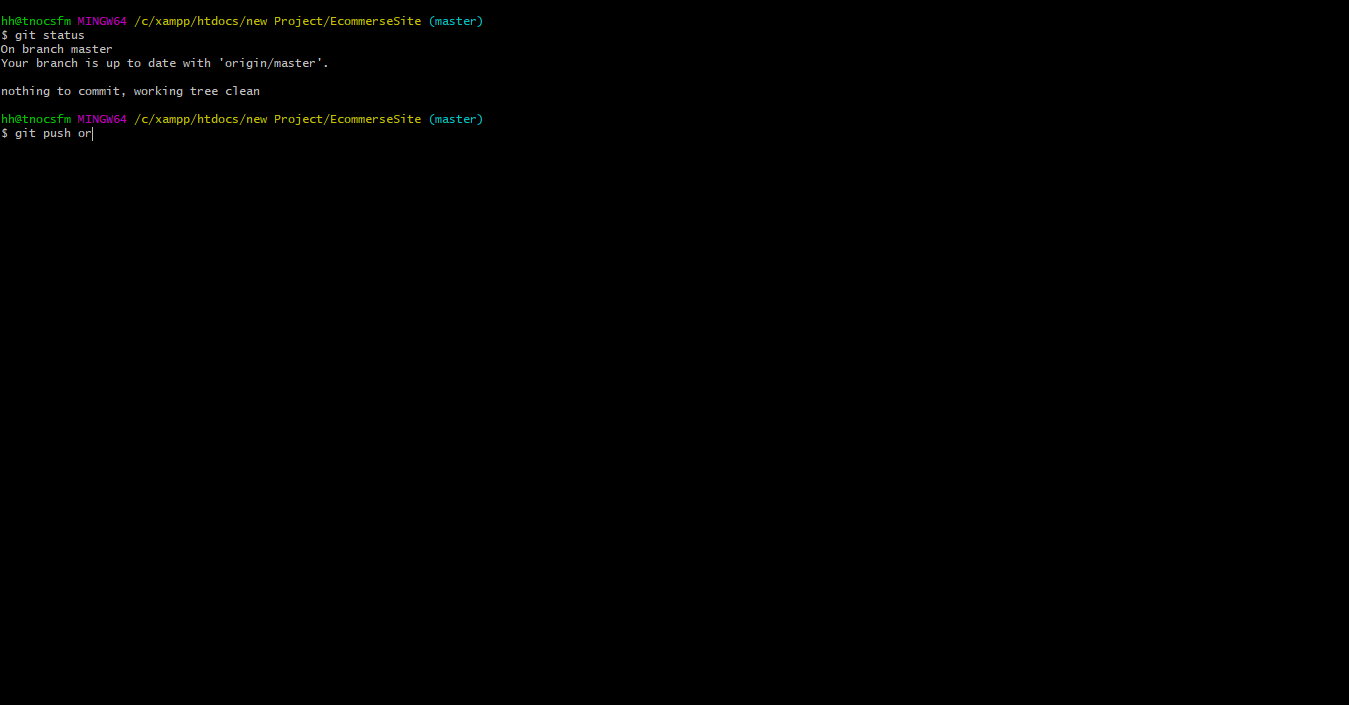 hh@tnocsfm MINGW64 /c/xampp/htdocs/new Project/EcommerseSite (master)
$ git status
On branch master
Your branch is up to date with 'origin/master'.
nothing to commit, working tree clean
hh@tnocsfm MINGW64 /c/xampp/htdocs/new Project/EcommerseSite (master)
$ git push or